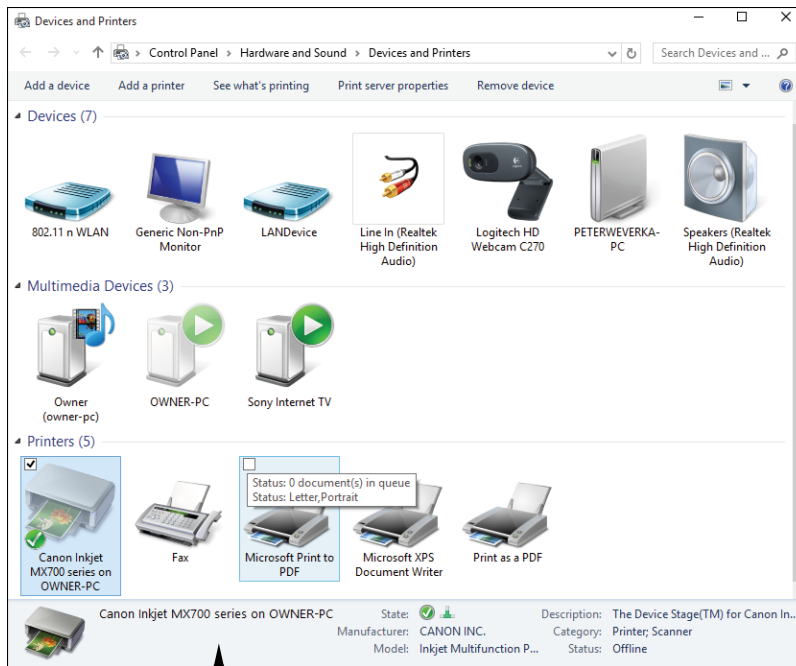 Devices and Printers
Control Panel > Hardware and Sound > Devices and Printers
Search Devices and ...
Add a device Add a printer See what's printing Print server properties Remove device
Devices (7)
802.11 n WLAN
Generic Non-PnP
Monitor
LANDevice
Line In (Realtek
High Definition
Audio)
Logitech HD
Webcam C270
PETERWEVERKA-
PC
Speakers (Realtek
High Definition
Audio)
Multimedia Devices (3)
Owner
(owner-pc)
OWNER-PC
Sony Internet TV
Printers (5)
Status: 0 document(s) in queue
Status: Letter,Portrait
Canon Inkjet
MX700 series on
OWNER-PC
Fax
Microsoft Print to
PDF
Microsoft XPS
Document Writer
Print as a PDF
Canon Inkjet MX700 series on OWNER-PC State: Description: The Device Stage(TM) for Canon In...
Manufacturer: CANON INC. Category: Printer; Scanner
Model: Inkjet Multifunction P... Status: Offline